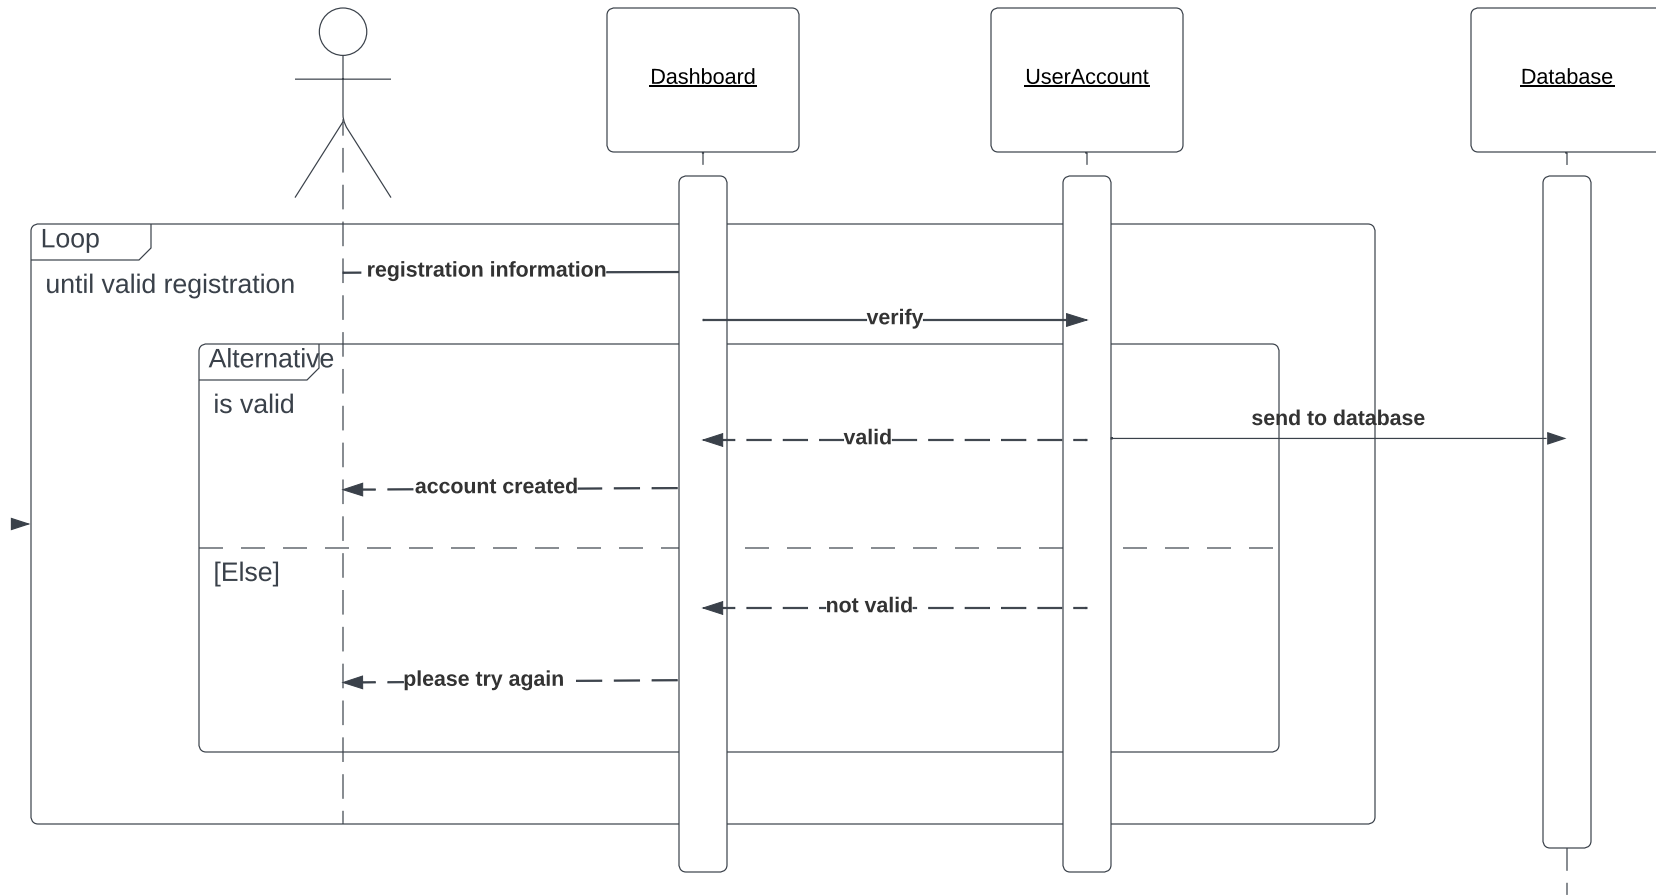 Dashboard
UserAccount
Database
Loop
until valid registration
registration information
verify
Alternative
is valid
send to database
valid
account created
[Else]
not valid
please try again